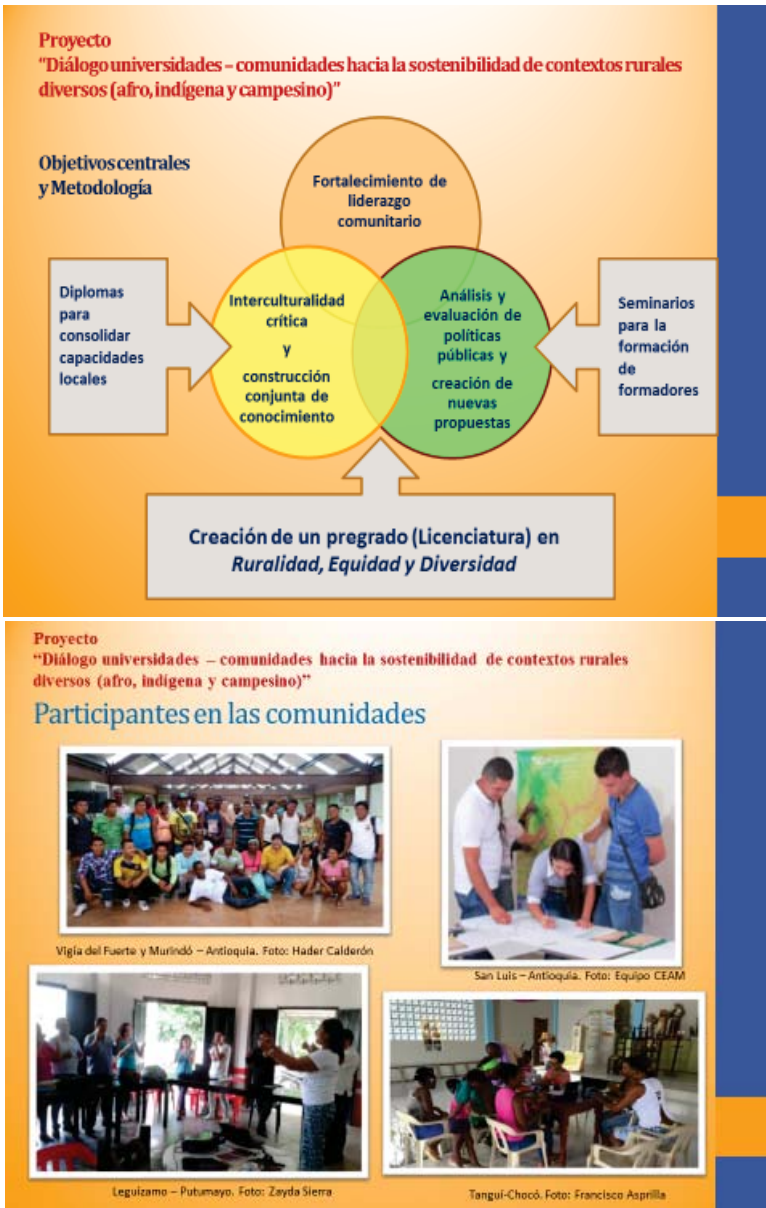 Proyecto
“Diálogo universidades – comunidades hacia la sostenibilidad de contextos rurales
diversos (afro, indígena y campesino)”
Objetivos centrales
y Metodología
Fortalecimiento de
liderazgo
comunitario
Diplomas
para
consolidar
capacidades
locales
Interculturalidad
crítica
y
construcción
conjunta de
conocimiento
Análisis y
evaluación de
políticas
públicas y
creación de
nuevas
propuestas
Seminarios
para la
formación
de
formadores
Creación de un pregrado (Licenciatura) en
Ruralidad, Equidad y Diversidad
Proyecto
“Diálogo universidades – comunidades hacia la sostenibilidad de contextos rurales
diversos (afro, indígena y campesino)”
Participantes en las comunidades
Vigía del Fuerte y Murindó – Antioquia. Foto: Hader Calderón
San Luis – Antioquia. Foto: Equipo CEAM
Leguízamo – Putumayo. Foto: Zayda Sierra
Tanguí-Chocó. Foto: Francisco Asprilla